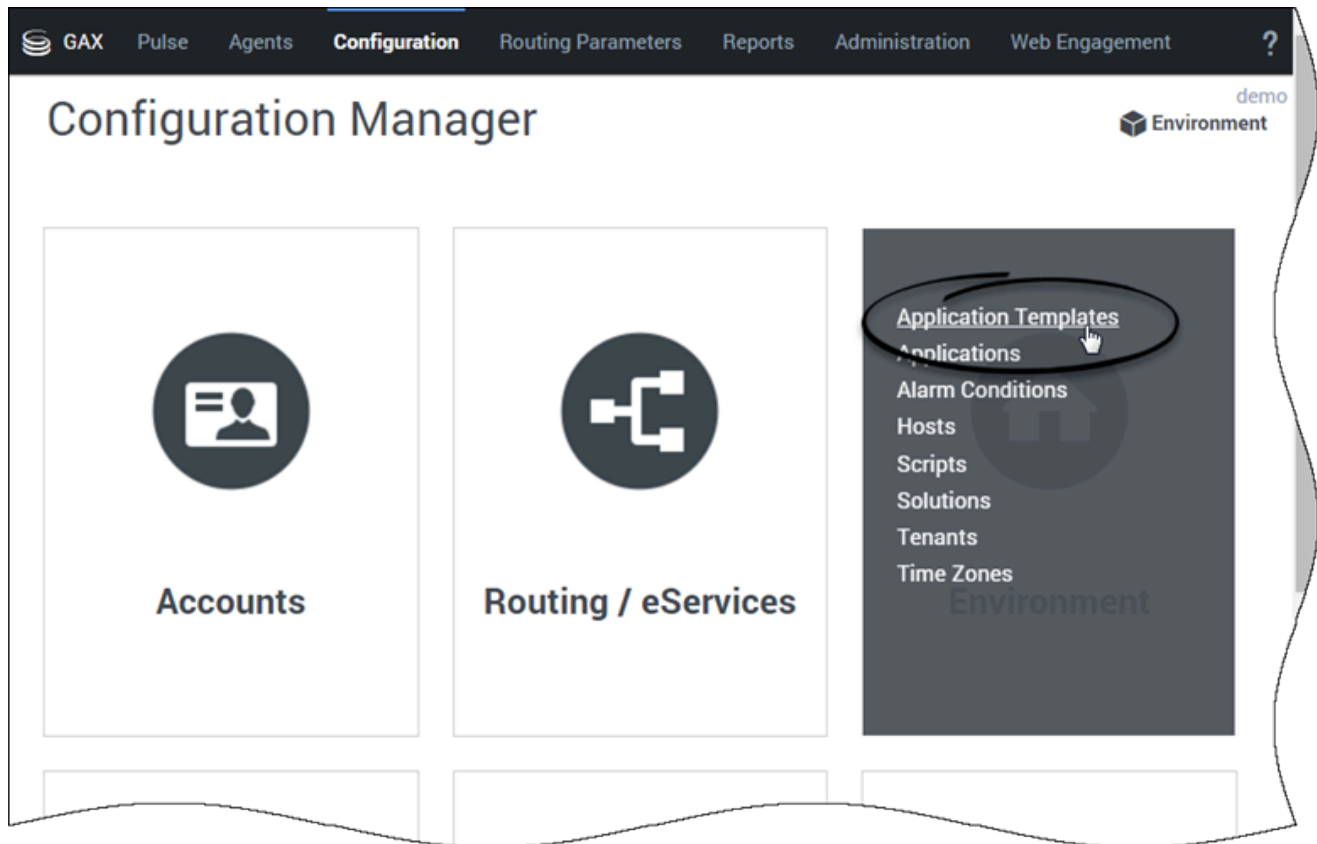 GAX Pulse Agents Configuration Routing Parameters Reports Administration Web Engagement ?
demo
Configuration Manager
Environment
Application Templates
Applications
Alarm Conditions
Hosts
Scripts
Solutions
Tenants
Time Zones
Accounts
Routing / eServices
Environment